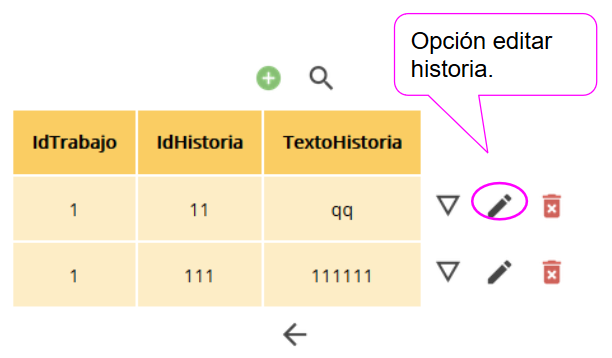 Opción editar
historia.
IdTrabajo IdHistoria TextoHistoria
1 11 qq
1 111 111111